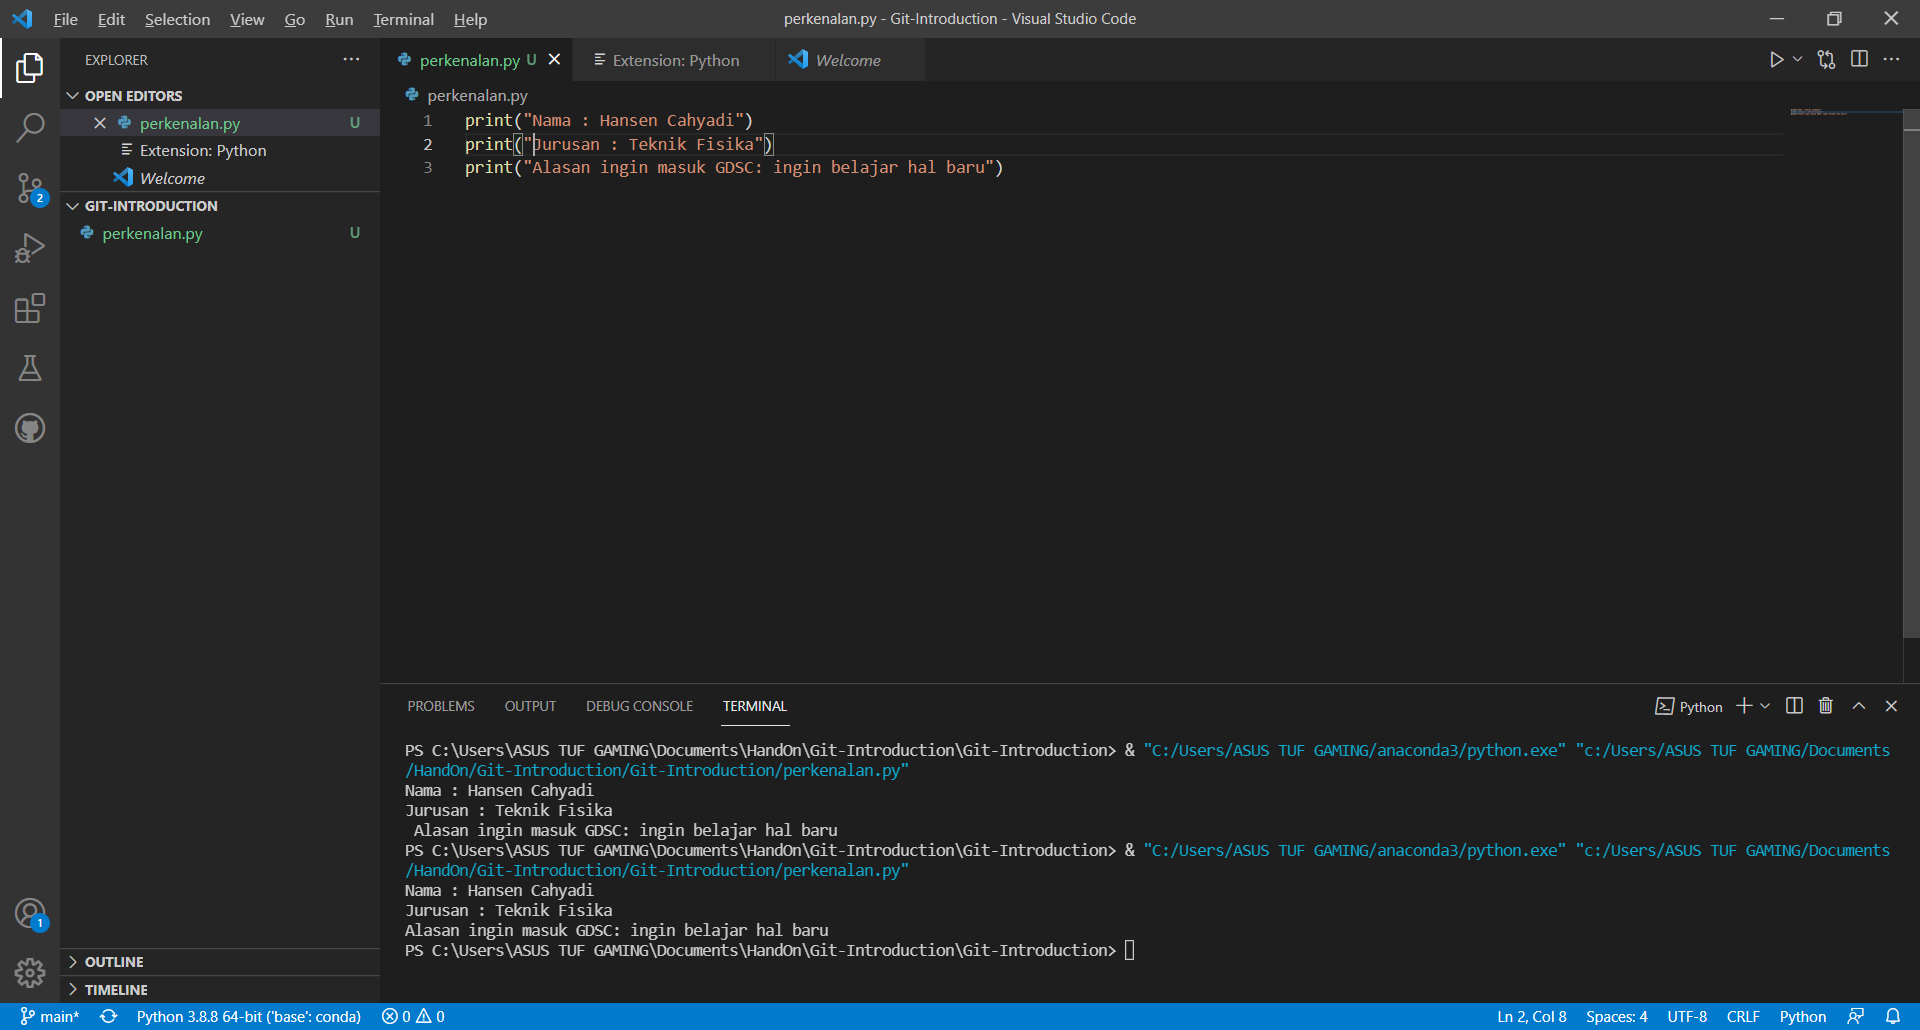 File Edit Selection View Go Run Terminal Help perkenalan.py - Git-Introduction - Visual Studio Code
EXPLORER
OPEN EDITORS
perkenalan.py U
Extension: Python
Welcome
GIT-INTRODUCTION
perkenalan.py U
OUTLINE
TIMELINE
2
1
perkenalan.py U Extension: Python Welcome
perkenalan.py
1 print("Nama : Hansen Cahyadi")
2 print("Jurusan : Teknik Fisika")
3 print("Alasan ingin masuk GDSC: ingin belajar hal baru")
PROBLEMS OUTPUT DEBUG CONSOLE TERMINAL Python
PS C:\Users\ASUS TUF GAMING\Documents\HandOn\Git-Introduction\Git-Introduction> & "C:/Users/ASUS TUF GAMING/anaconda3/python.exe" "c:/Users/ASUS TUF GAMING/Documents
/HandOn/Git-Introduction/Git-Introduction/perkenalan.py"
Nama : Hansen Cahyadi
Jurusan : Teknik Fisika
 Alasan ingin masuk GDSC: ingin belajar hal baru
PS C:\Users\ASUS TUF GAMING\Documents\HandOn\Git-Introduction\Git-Introduction> & "C:/Users/ASUS TUF GAMING/anaconda3/python.exe" "c:/Users/ASUS TUF GAMING/Documents
/HandOn/Git-Introduction/Git-Introduction/perkenalan.py"
Nama : Hansen Cahyadi
Jurusan : Teknik Fisika
Alasan ingin masuk GDSC: ingin belajar hal baru
PS C:\Users\ASUS TUF GAMING\Documents\HandOn\Git-Introduction\Git-Introduction>
main* Python 3.8.8 64-bit ('base': conda) 0 0 Ln 2, Col 8 Spaces: 4 UTF-8 CRLF Python